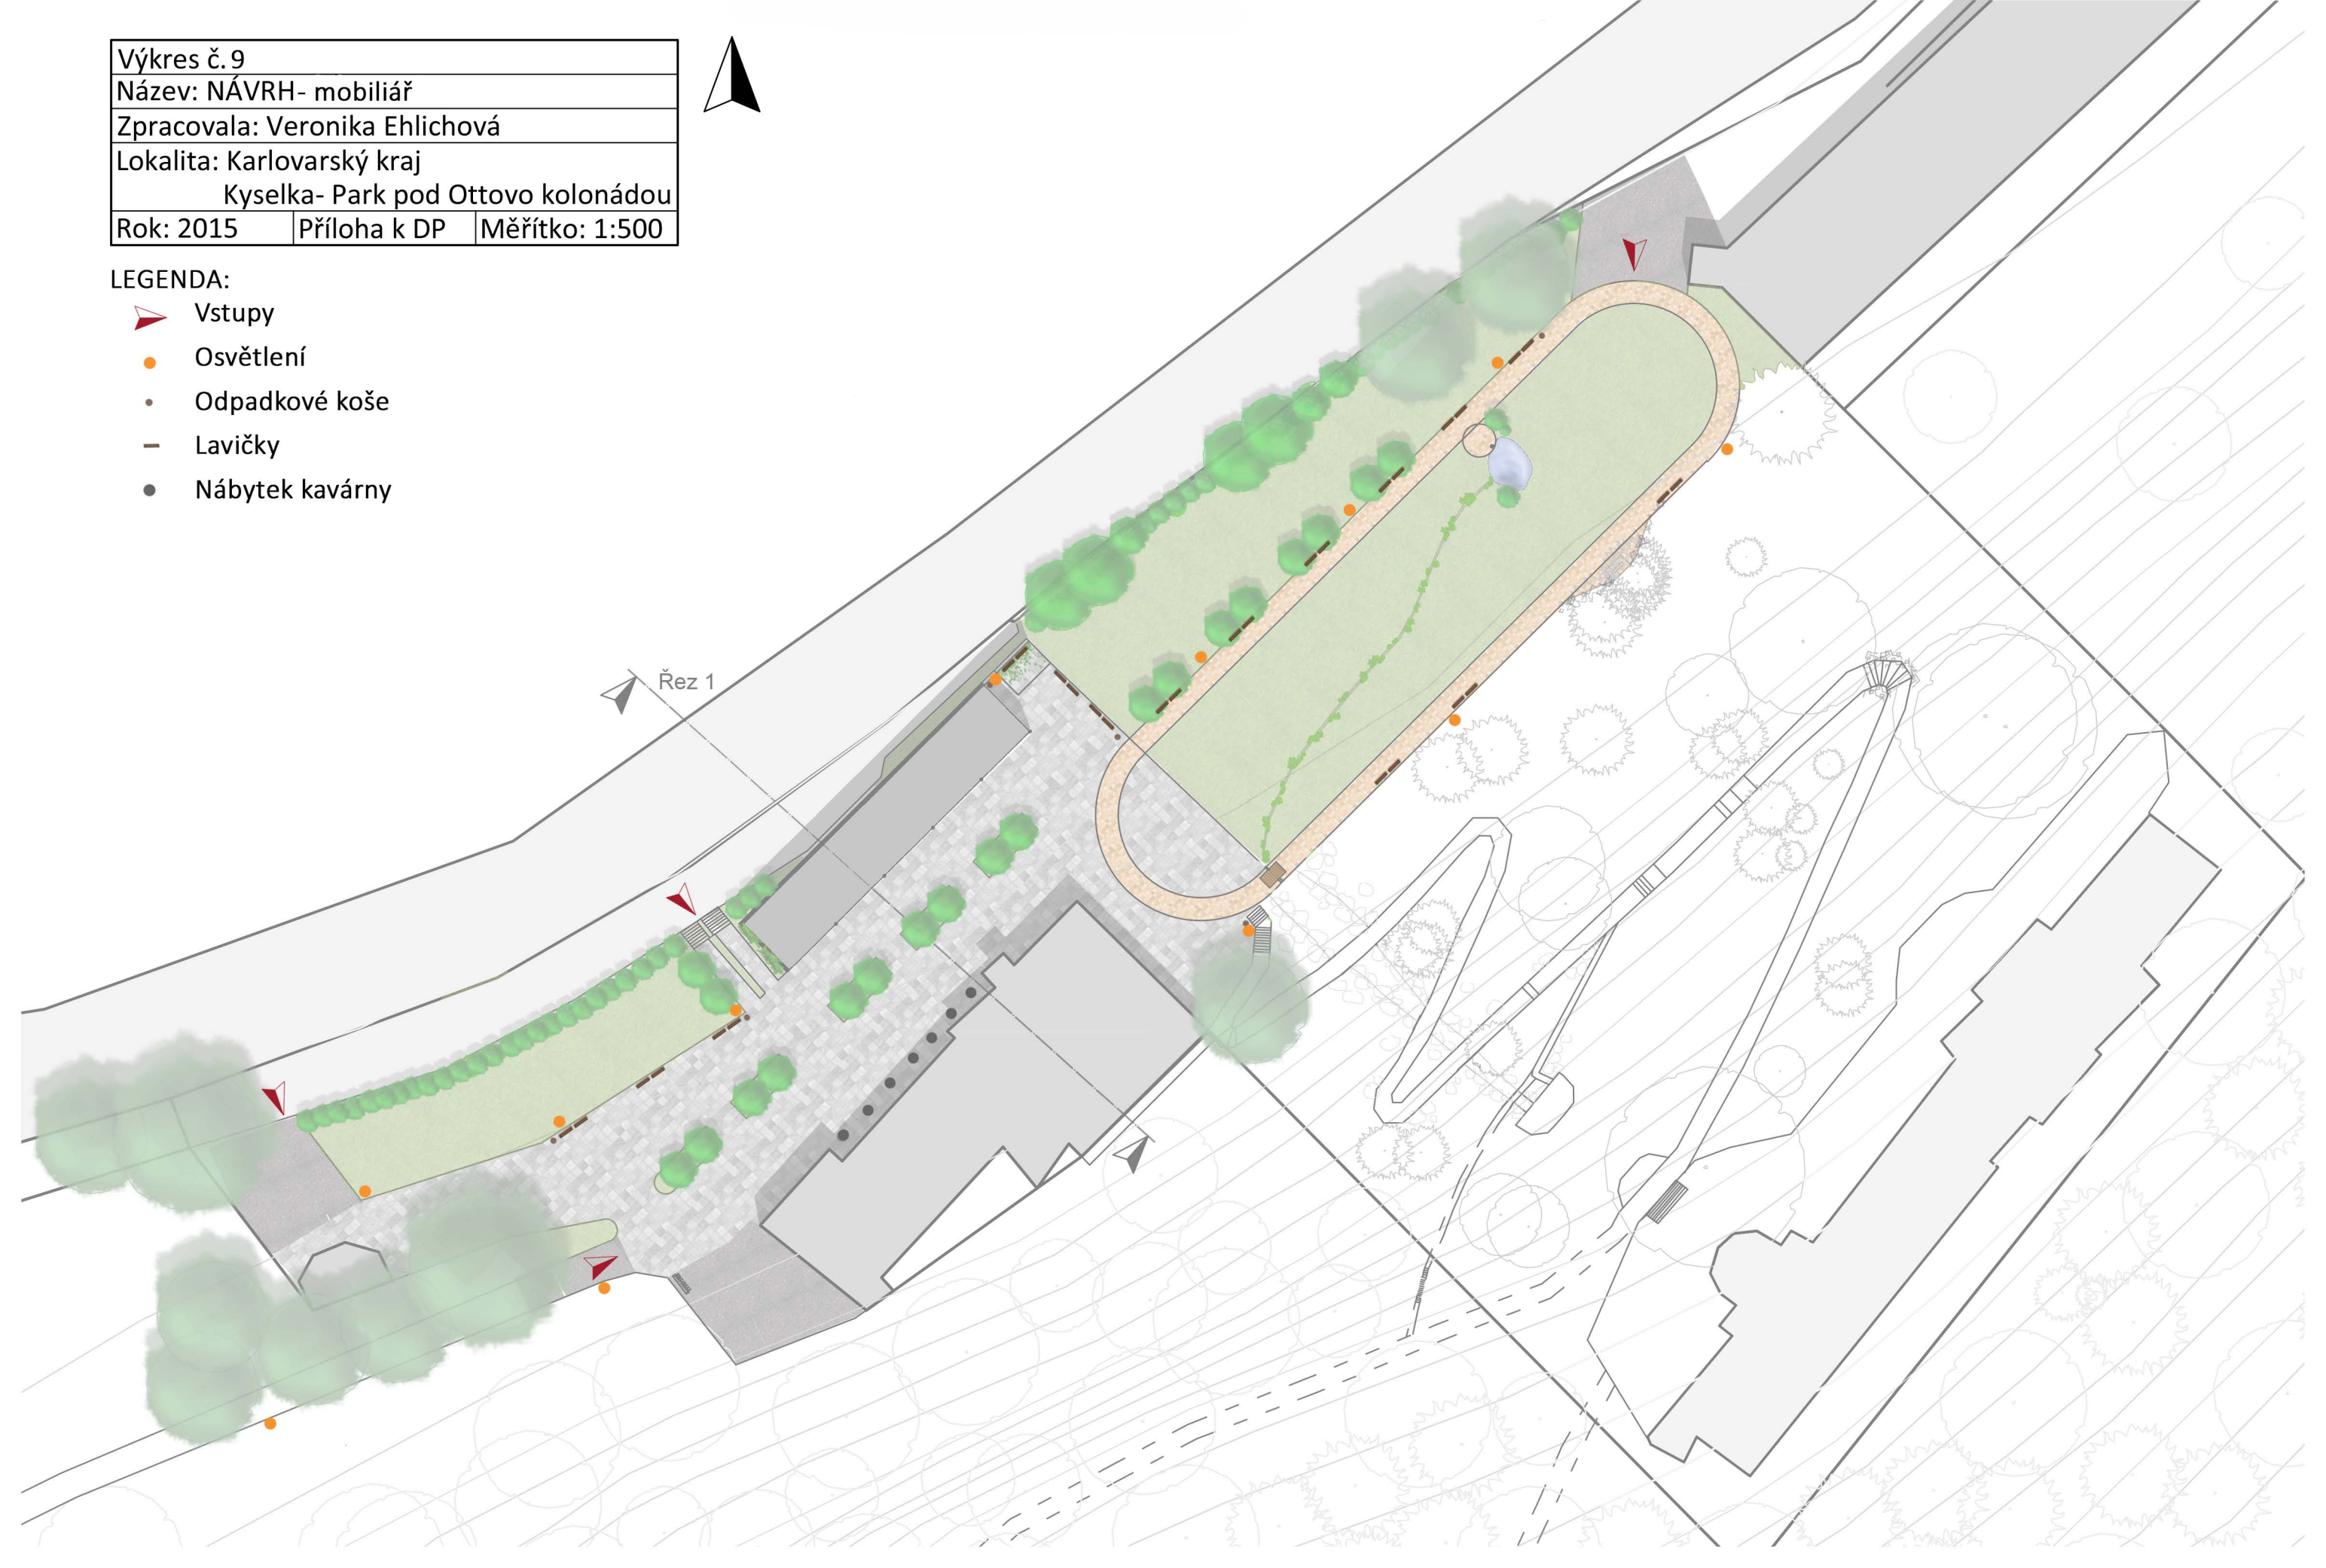 Výkres č. 9
Název: NÁVRH- mobiliář
Zpracovala: Veronika Ehlichová
Lokalita: Karlovarský kraj
Kyselka- Park pod Ottovo kolonádou
Rok: 2015 Příloha k DP Měřítko: 1:500
LEGENDA:
Vstupy
Osvětlení
Odpadkové koše
Lavičky
Nábytek kavárny
Řez 1